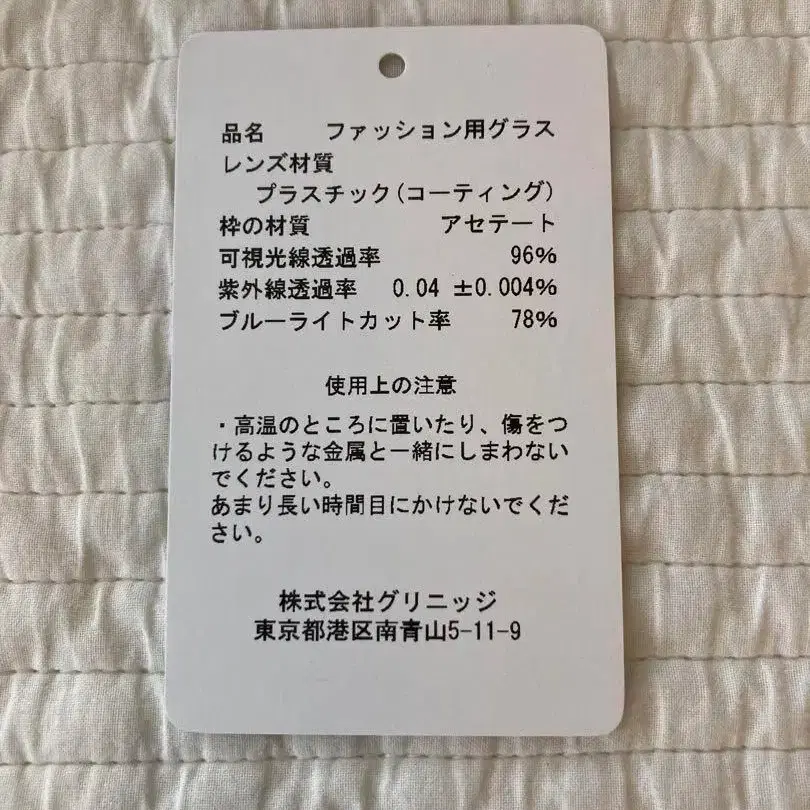 品名 ファッション用グラス
レンズ材質
プラスチック(コーティング)
枠の材質 アセテート
可視光線透過率 96%
紫外線透過率 0.04 ±0.004%
ブルーライトカット率 78%
使用上の注意
・高温のところに置いたり、傷をつ
けるような金属と一緒にしまわない
でください。
あまり長い時間目にかけないでくだ
さい。
株式会社グリニッジ
東京都港区南青山5-11-9